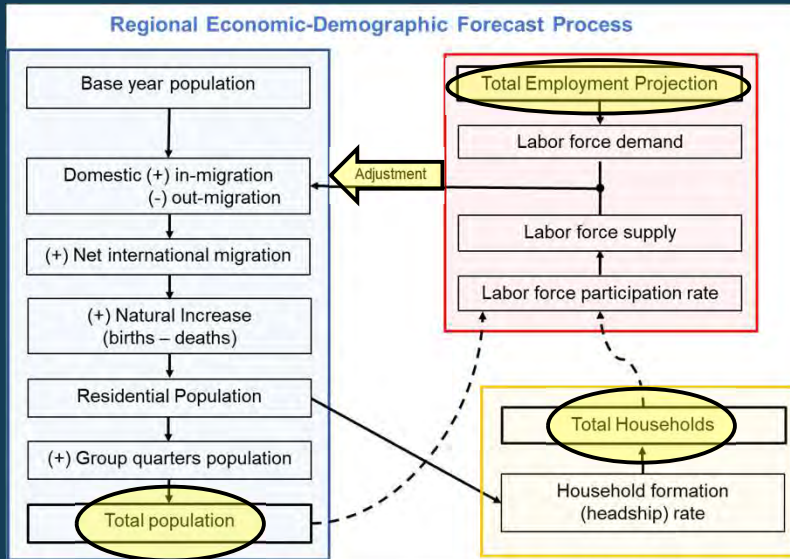 Regional Economic-Demographic Forecast Process
Base year population
Domestic (+) in-migration
(-) out-migration
(+) Net international migration
(+) Natural Increase
(births – deaths)
Residential Population
(+) Group quarters population
Total population
Adjustment
Total Employment Projection
Labor force demand
Labor force supply
Labor force participation rate
Total Households
Household formation
(headship) rate